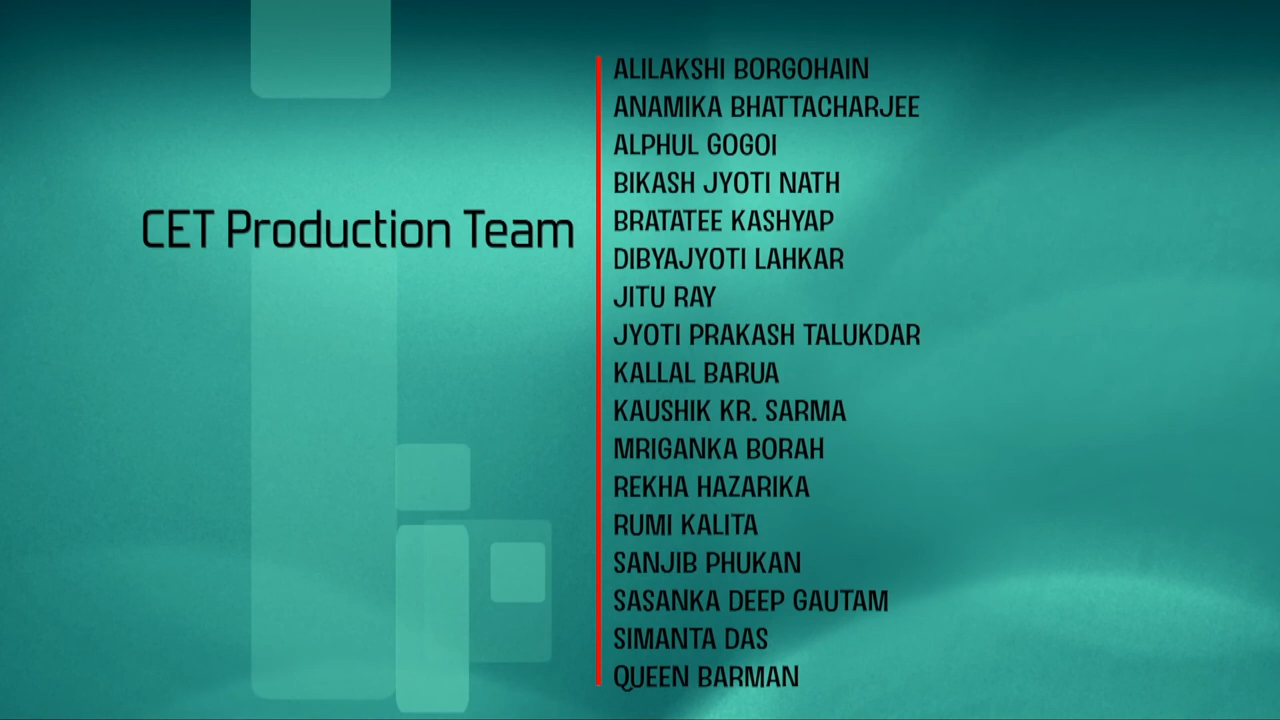 CET Production Team
ALILAKSHI BORGOHAIN
ANAMIKA BHATTACHARJEE
ALPHUL GOGOI
BIKASH JYOTI NATH
BRATATEE KASHYAP
DIBYAJYOTI LAHKAR
JITU RAY
JYOTI PRAKASH TALUKDAR
KALLAL BARUA
KAUSHIK KR. SARMA
MRIGANKA BORAH
REKHA HAZARIKA
RUMI KALITA
SANJIB PHUKAN
SASANKA DEEP GAUTAM
SIMANTA DAS
QUEEN BARMAN